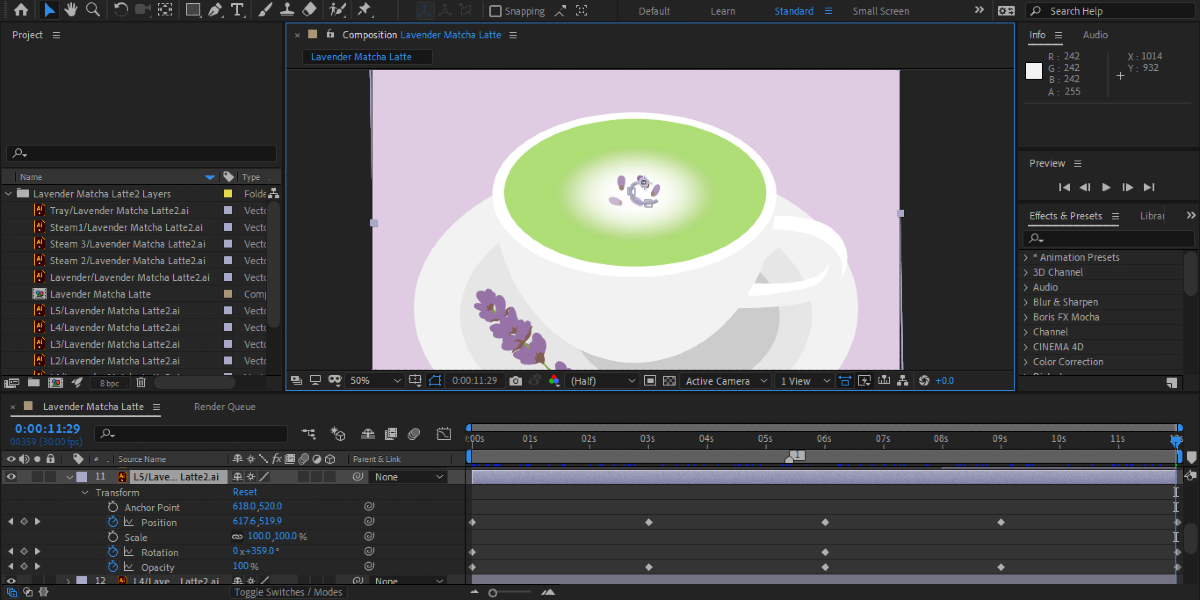 Snapping
Default
Learn
Standard
Small Screen
Search Help
Project
Composition Lavender Matcha Latte
Lavender Matcha Latte
Info
Audio
R: 242
G: 242
B: 242
A: 255
X: 1014
Y: 932
Name
Type
Lavender Matcha Latte2 Layers
Folde
Tray/Lavender Matcha Latte2.ai
Vecto
Steam1/Lavender Matcha Latte2.ai
Vecto
Steam 3/Lavender Matcha Latte2.ai
Vecto
Steam 2/Lavender Matcha Latte2.ai
Vecto
Lavender/Lavender Matcha Latte2.ai
Vecto
Lavender Matcha Latte
Comp
L5/Lavender Matcha Latte2.ai
Vecto
L4/Lavender Matcha Latte2.ai
Vecto
L3/Lavender Matcha Latte2.ai
Vecto
L2/Lavender Matcha Latte2.ai
Vecto
8 bpc
50%
0:00:11:29
(Half)
Active Camera
1 View
+0.0
Preview
Effects & Presets
Librai
* Animation Presets
3D Channel
Audio
Blur & Sharpen
Boris FX Mocha
Channel
CINEMA 4D
Color Correction
Lavender Matcha Latte
Render Queue
0:00:11:29
00359 (30.00 fps)
:00s
01s
02s
03s
04s
05s
06s
07s
08s
09s
10s
11s
Source Name
fx
Parent & Link
1
11
L5/Lave... Latte2.ai
None
Transform
Reset
Anchor Point
618.0,520.0
Position
617.6,519.9
Scale
100.0,100.0 %
Rotation
0x+359.0°
Opacity
100 %
12
L4/Lave... Latte2.ai
None
Toggle Switches / Modes